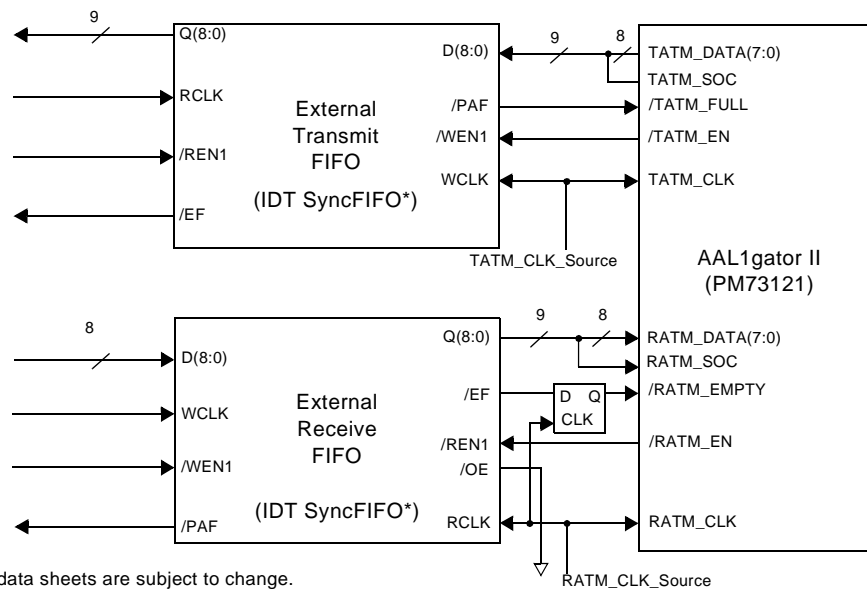 9
Q(8:0)
RCLK
/REN1
/EF
External
Transmit
FIFO
(IDT SyncFIFO*)
D(8:0)
/PAF
/WEN1
WCLK
9
8
TATM_DATA(7:0)
TATM_SOC
/TATM_FULL
/TATM_EN
TATM_CLK
TATM_CLK_Source
AAL1gator II
(PM73121)
8
D(8:0)
WCLK
/WEN1
/PAF
External
Receive
FIFO
(IDT SyncFIFO*)
Q(8:0)
/EF
/REN1
/OE
RCLK
9
8
D Q
CLK
RATM_DATA(7:0)
RATM_SOC
/RATM_EMPTY
/RATM_EN
RATM_CLK
RATM_CLK_Source
data sheets are subject to change.